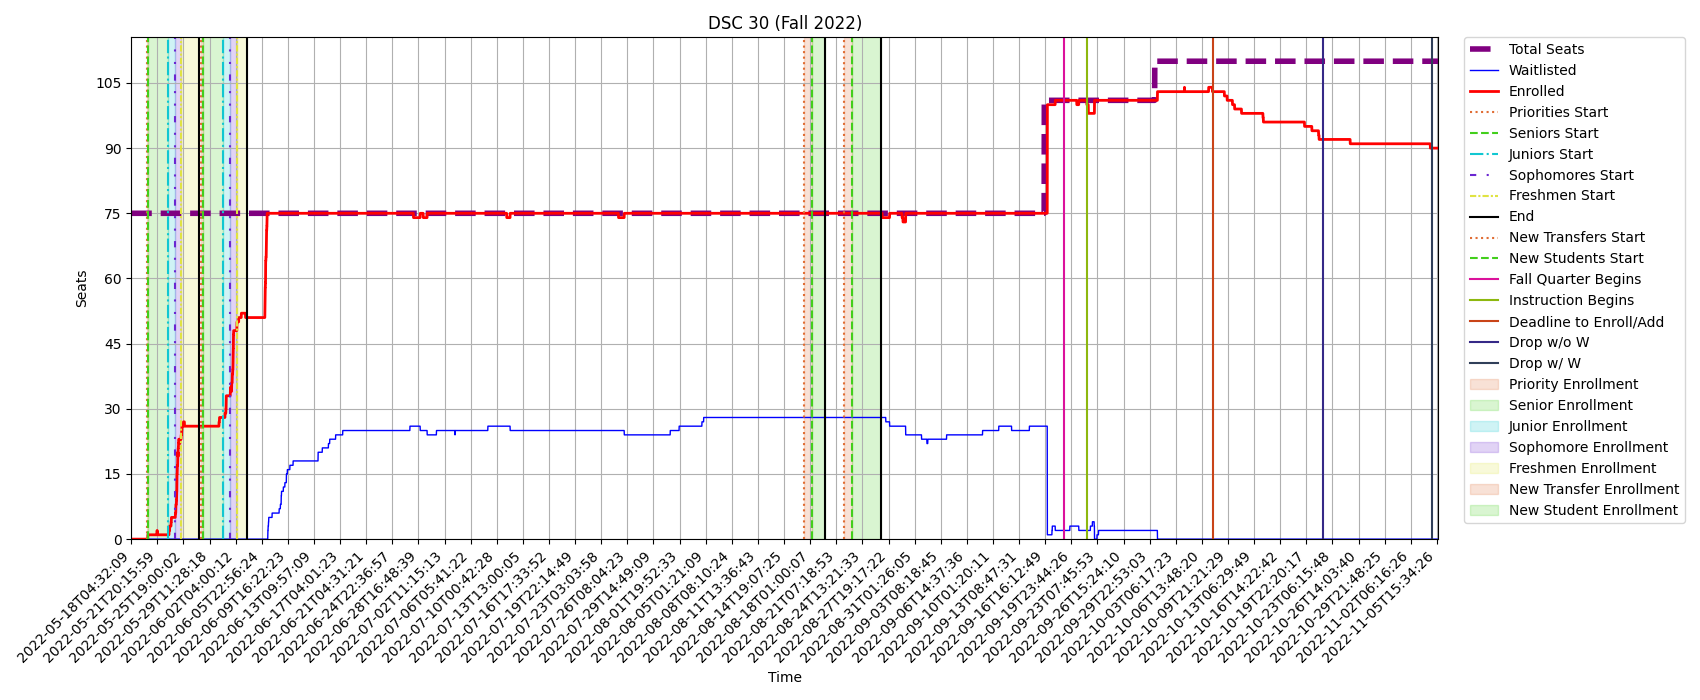 DSC 30 (Fall 2022)
Seats
105
90
75
60
45
30
15
0
2022-05-18T04:32:09
2022-05-21T20:15:59
2022-05-25T19:00:02
2022-05-29T11:28:18
2022-06-02T04:00:12
2022-06-05T22:56:24
2022-06-09T16:22:23
2022-06-13T09:57:09
2022-06-17T04:01:23
2022-06-21T04:31:21
2022-06-24T22:36:57
2022-06-28T16:48:39
2022-07-02T11:15:13
2022-07-06T05:41:22
2022-07-10T00:42:28
2022-07-13T13:00:05
2022-07-16T17:33:52
2022-07-19T22:14:49
2022-07-23T03:03:58
2022-07-26T08:04:23
2022-07-29T14:49:09
2022-08-01T19:52:33
2022-08-05T01:21:09
2022-08-08T08:10:24
2022-08-11T13:36:43
2022-08-14T19:07:25
2022-08-18T01:00:07
2022-08-21T07:18:53
2022-08-24T13:21:33
2022-08-27T19:17:22
2022-08-31T01:26:05
2022-09-03T08:18:45
2022-09-06T14:37:36
2022-09-10T01:20:11
2022-09-13T08:47:31
2022-09-16T16:12:49
2022-09-19T23:44:26
2022-09-23T07:45:53
2022-09-26T15:24:10
2022-09-29T22:53:03
2022-10-03T06:17:23
2022-10-06T13:48:20
2022-10-09T21:21:29
2022-10-13T06:29:49
2022-10-16T14:22:42
2022-10-19T22:20:17
2022-10-23T06:15:48
2022-10-26T14:03:40
2022-10-29T21:48:25
2022-11-02T06:16:26
2022-11-05T15:34:26
Time
Total Seats
Waitlisted
Enrolled
Priorities Start
Seniors Start
Juniors Start
Sophomores Start
Freshmen Start
End
New Transfers Start
New Students Start
Fall Quarter Begins
Instruction Begins
Deadline to Enroll/Add
Drop w/o W
Drop w/ W
Priority Enrollment
Senior Enrollment
Junior Enrollment
Sophomore Enrollment
Freshmen Enrollment
New Transfer Enrollment
New Student Enrollment